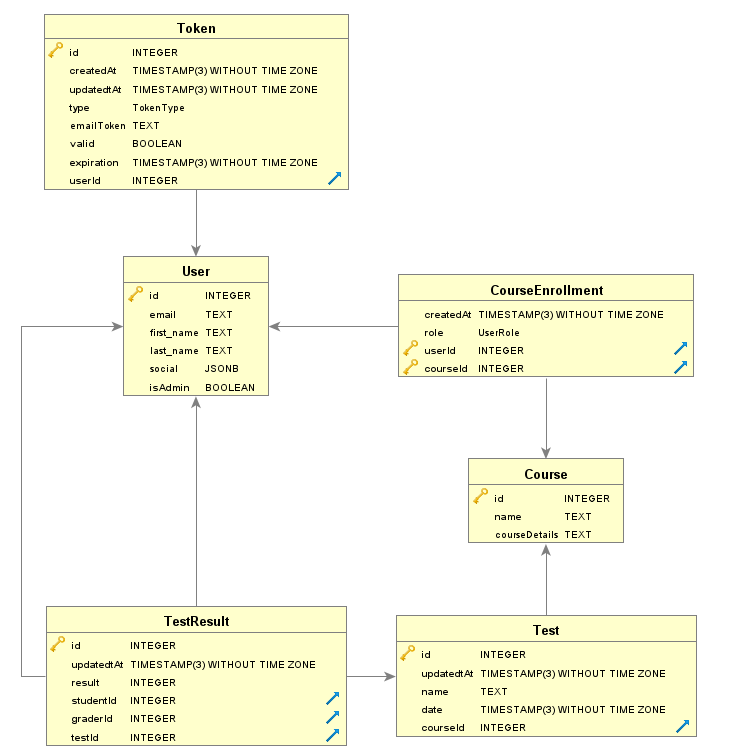 Token
id INTEGER
createdAt TIMESTAMP(3) WITHOUT TIME ZONE
updatedtAt TIMESTAMP(3) WITHOUT TIME ZONE
type TokenType
emailToken TEXT
valid BOOLEAN
expiration TIMESTAMP(3) WITHOUT TIME ZONE
userId INTEGER
User
id INTEGER
email TEXT
first_name TEXT
last_name TEXT
social JSONB
isAdmin BOOLEAN
CourseEnrollment
createdAt TIMESTAMP(3) WITHOUT TIME ZONE
role UserRole
userId INTEGER
courseId INTEGER
Course
id INTEGER
name TEXT
courseDetails TEXT
TestResult
id INTEGER
updatedtAt TIMESTAMP(3) WITHOUT TIME ZONE
result INTEGER
studentId INTEGER
graderId INTEGER
testId INTEGER
Test
id INTEGER
updatedtAt TIMESTAMP(3) WITHOUT TIME ZONE
name TEXT
date TIMESTAMP(3) WITHOUT TIME ZONE
courseId INTEGER